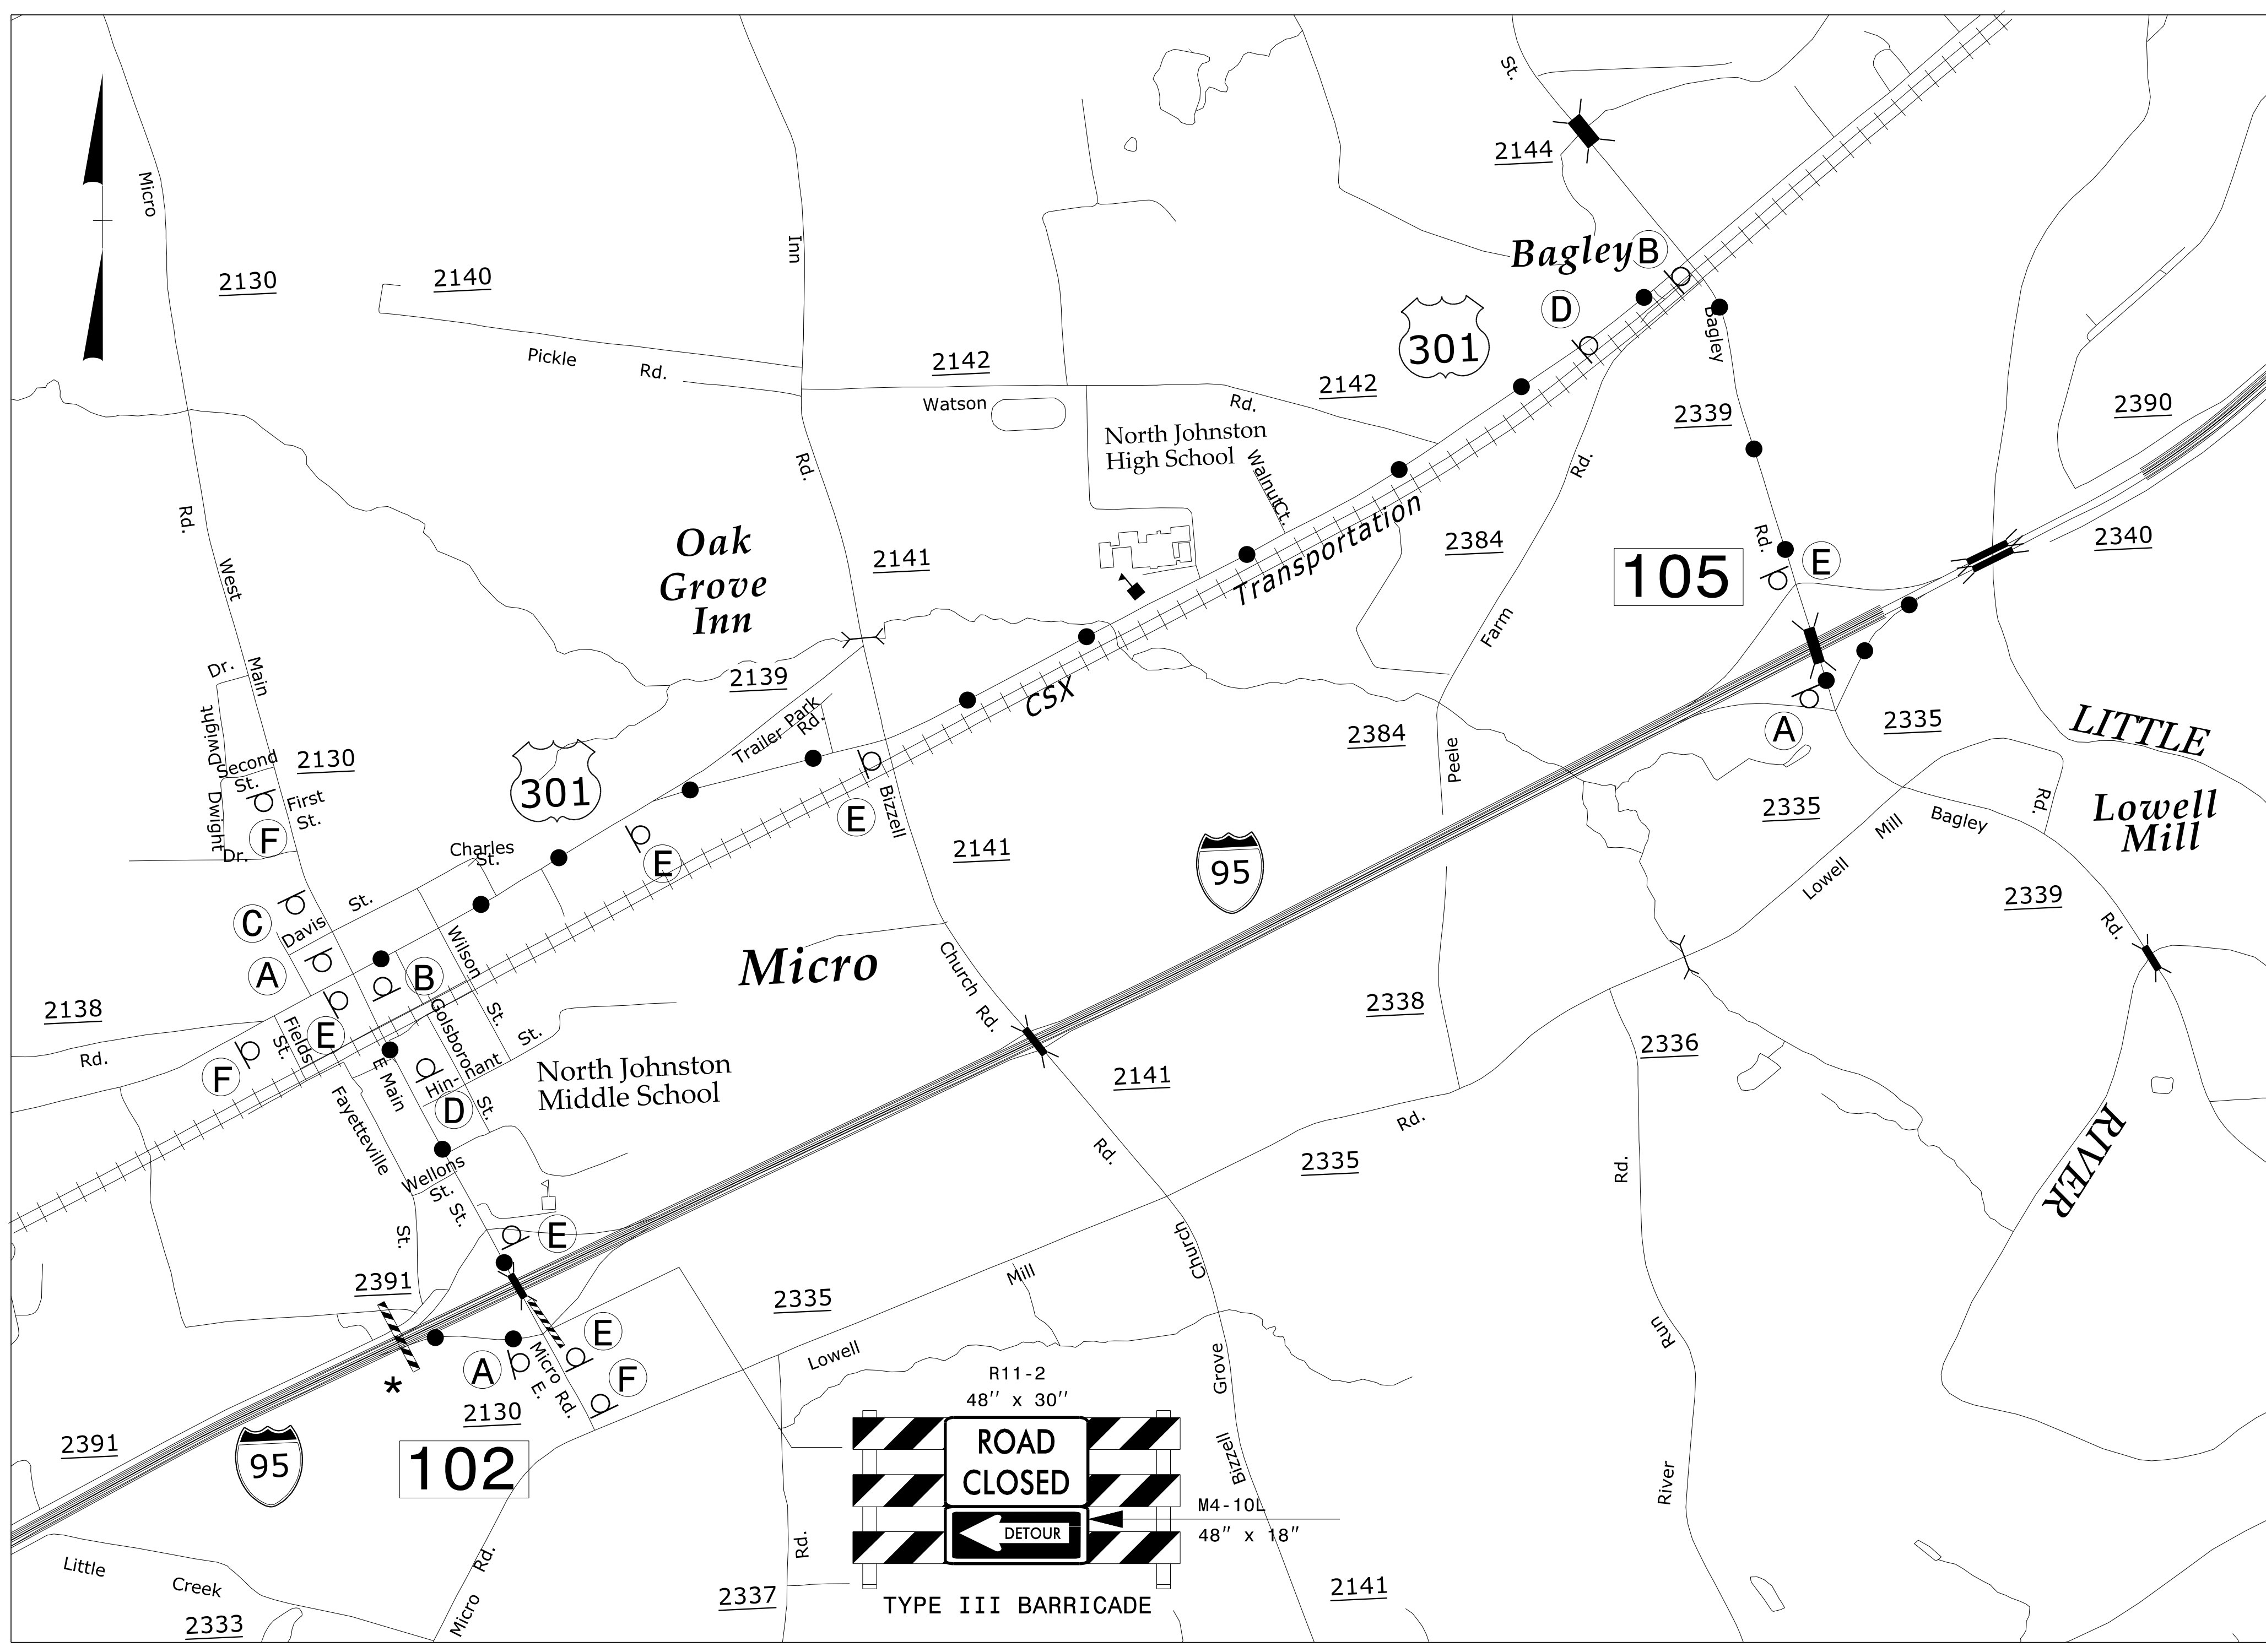 St.
2144
Micro
Inn
2130
2140
Bagley
B
D
301
Bagley
Pickle
Rd.
2142
2142
2339
2390
Watson
Rd.
North Johnston
High School
Walnut
Ct.
Rd.
Rd.
Rd.
Oak
Grove
Inn
2141
Transportation
2384
105
Rd.
E
2340
West
Main
Dr.
Dwight
2139
CSX
Farm
2384
Peele
A
2335
LITTLE
Trailer Park
Rd.
Second
St.
2130
301
First
St.
Dwight
F
Dr.
E
Bizzell
2141
95
2335
Mill
Bagley
Rd.
Lowell
Mill
Charles
St.
E
Lowell
2339
Rd.
C
Davis
St.
A
B
Wilson
St.
Micro
Church
Rd.
2138
Rd.
Fields
St.
E
F
Golsboro
St.
Hin-
nant
St.
D
E Main
St.
Fayetteville
St.
North Johnston
Middle School
2338
2336
2141
Rd.
Rd.
2335
Rd.
RIVER
Wellons
St.
E
2391
2335
Mill
Church
Lowell
Run
*
A
E
F
Micro Rd.
E.
2130
Grove
R11-2
48" x 30"
ROAD
CLOSED
M4-10L
DETOUR
48" x 18"
TYPE III BARRICADE
2391
95
102
Bizzell
River
Rd.
Little
Creek
2333
Rd.
Micro
2337
2141